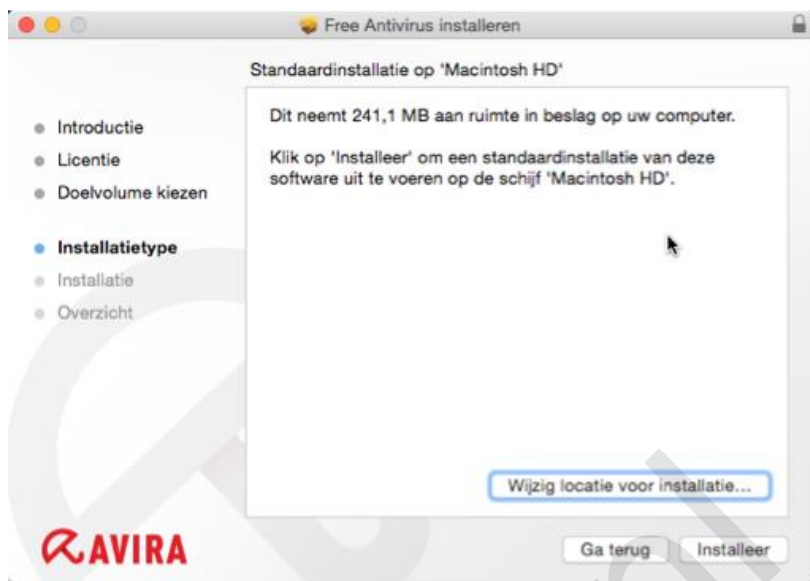 Free Antivirus installeren
Standaardinstallatie op 'Macintosh HD'
Introductie
Licentie
Doelvolume kiezen
Installatietype
Installatie
Overzicht
Dit neemt 241,1 MB aan ruimte in beslag op uw computer.
Klik op 'Installeer' om een standaardinstallatie van deze
software uit te voeren op de schijf 'Macintosh HD'.
Wijzig locatie voor installatie...
AVIRA
Ga terug
Installeer